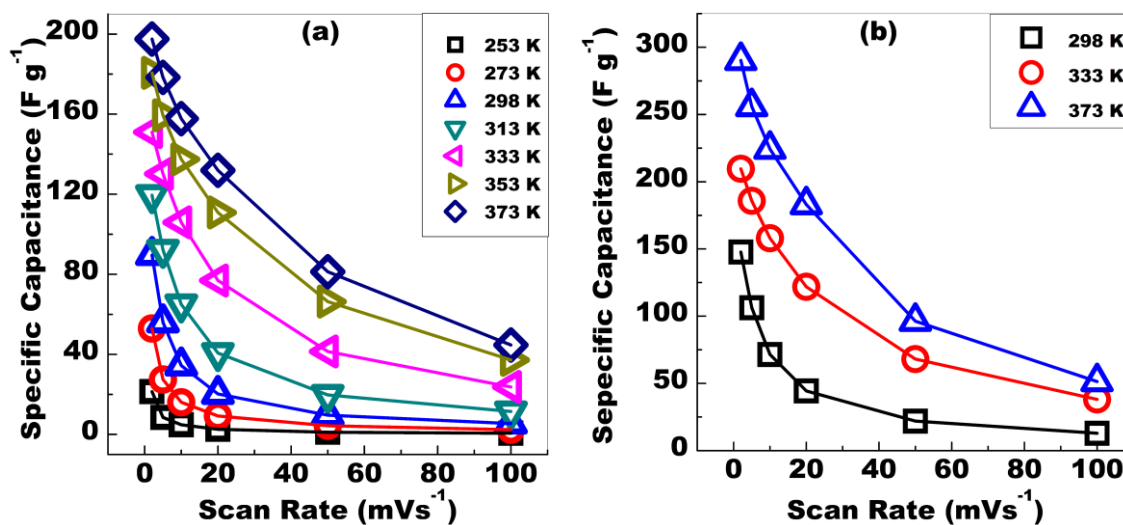 (a)
Specific Capacitance (F g⁻¹)
200
160
120
80
40
0
253 K
273 K
298 K
313 K
333 K
353 K
373 K
0 20 40 60 80 100
Scan Rate (mVs⁻¹)
(b)
Sepecific Capacitance (F g⁻¹)
300
250
200
150
100
50
0
298 K
333 K
373 K
0 20 40 60 80 100
Scan Rate (mVs⁻¹)